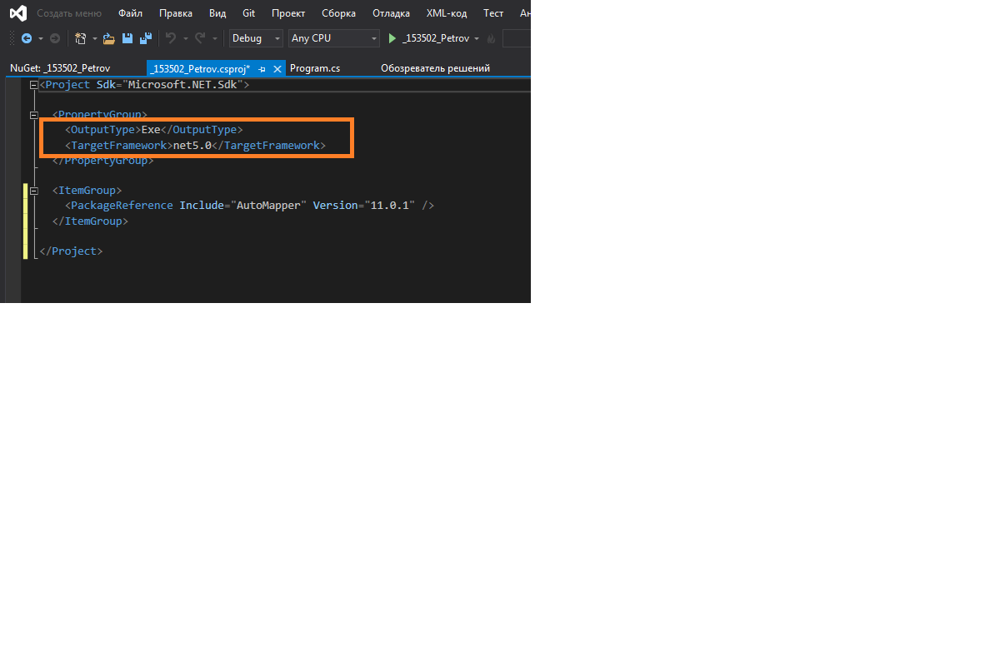 Создать меню Файл Правка Вид Git Проект Сборка Отладка XML-код Тест Ан
Debug Any CPU _153502_Petrov
NuGet: _153502_Petrov _153502_Petrov.csproj* Program.cs Обозреватель решений
<Project Sdk="Microsoft.NET.Sdk">
<PropertyGroup>
<OutputType>Exe</OutputType>
<TargetFramework>net5.0</TargetFramework>
</PropertyGroup>
<ItemGroup>
<PackageReference Include="AutoMapper" Version="11.0.1" />
</ItemGroup>
</Project>